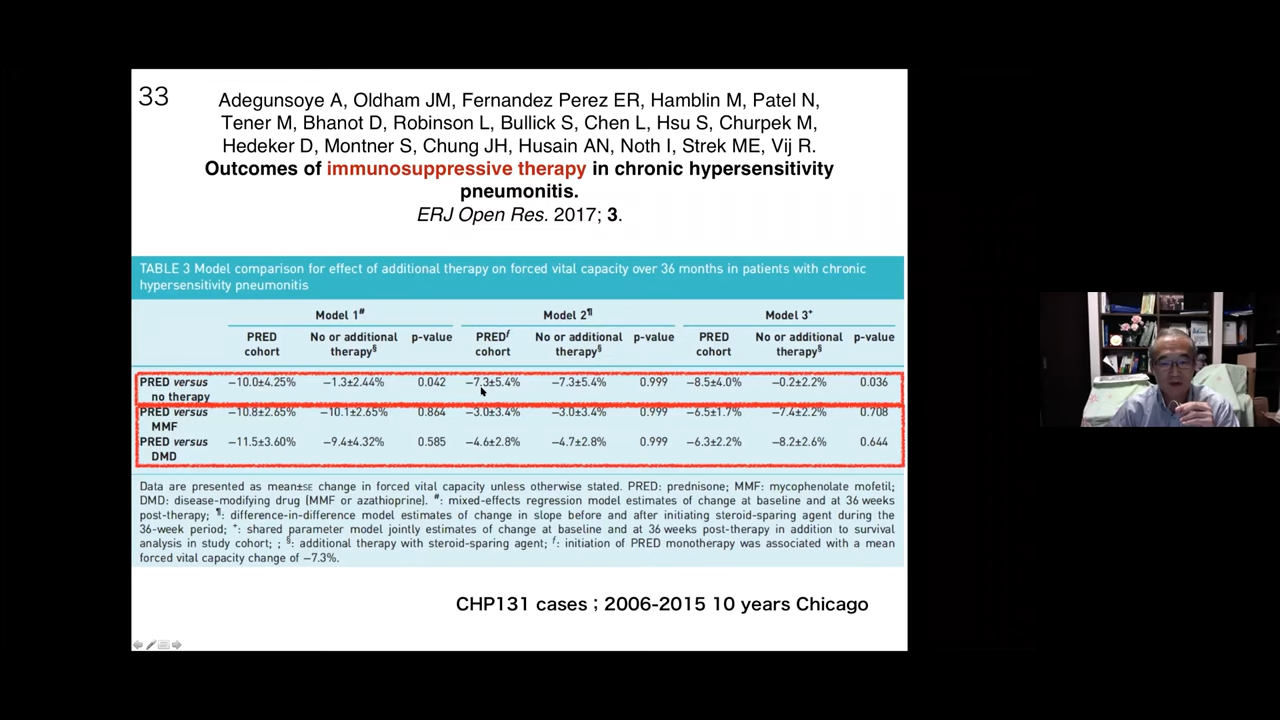 33
Adegunsoye A, Oldham JM, Fernandez Perez ER, Hamblin M, Patel N,
Tener M, Bhanot D, Robinson L, Bullick S, Chen L, Hsu S, Churpek M,
Hedeker D, Montner S, Chung JH, Husain AN, Noth I, Strek ME, Vij R.
Outcomes of immunosuppressive therapy in chronic hypersensitivity
pneumonitis.
ERJ Open Res. 2017; 3.
TABLE 3 Model comparison for effect of additional therapy on forced vital capacity over 36 months in patients with chronic
hypersensitivity pneumonitis
Model 1# Model 2¶ Model 3+
PRED No or additional p-value PREDƒ No or additional p-value PRED No or additional p-value
cohort therapy§ cohort therapy§ cohort therapy§
PRED versus −10.0±4.25% −1.3±2.44% 0.042 −7.3±5.4% −7.3±5.4% 0.999 −8.5±4.0% −0.2±2.2% 0.036
no therapy
PRED versus −10.8±2.65% −10.1±2.65% 0.864 −3.0±3.4% −3.0±3.4% 0.999 −6.5±1.7% −7.4±2.2% 0.708
MMF
PRED versus −11.5±3.60% −9.4±4.32% 0.585 −4.6±2.8% −4.7±2.8% 0.999 −6.3±2.2% −8.2±2.6% 0.644
DMD
Data are presented as mean±SE change in forced vital capacity unless otherwise stated. PRED: prednisone; MMF: mycophenolate mofetil;
DMD: disease-modifying drug (MMF or azathioprine). #: mixed-effects regression model estimates of change at baseline and at 36 weeks
post-therapy; ¶: difference-in-difference model estimates of change in slope before and after initiating steroid-sparing agent during the
36-week period; +: shared parameter model jointly estimates of change at baseline and at 36 weeks post-therapy in addition to survival
analysis in study cohort; ; §: additional therapy with steroid-sparing agent; ƒ: initiation of PRED monotherapy was associated with a mean
forced vital capacity change of −7.3%.
CHP131 cases ; 2006-2015 10 years Chicago